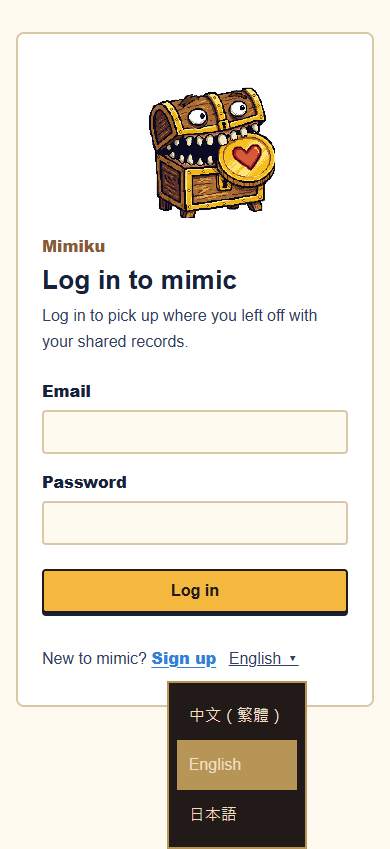 Mimiku
Log in to mimic
Log in to pick up where you left off with
your shared records.
Email
Password
Log in
New to mimic? Sign up English ▼
中文 ( 繁體 )
English
日本語